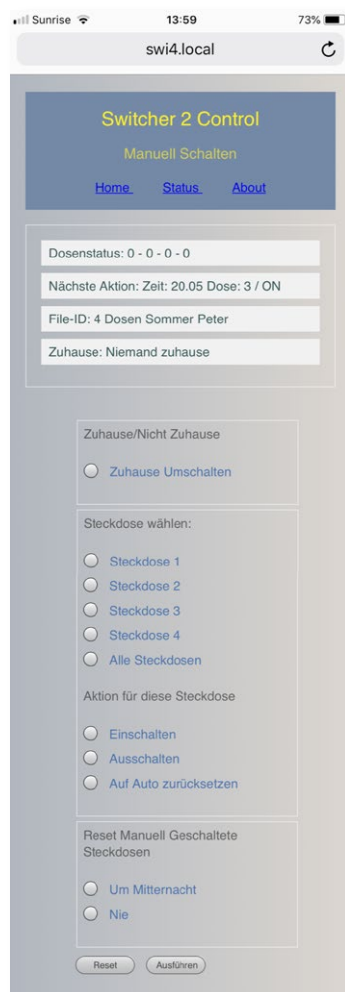 Sunrise 13:59 73%
swi4.local
Switcher 2 Control
Manuell Schalten
Home Status About
Dosenstatus: 0 - 0 - 0 - 0
Nächste Aktion: Zeit: 20.05 Dose: 3 / ON
File-ID: 4 Dosen Sommer Peter
Zuhause: Niemand zuhause
Zuhause/Nicht Zuhause
Zuhause Umschalten
Steckdose wählen:
Steckdose 1
Steckdose 2
Steckdose 3
Steckdose 4
Alle Steckdosen
Aktion für diese Steckdose
Einschalten
Ausschalten
Auf Auto zurücksetzen
Reset Manuell Geschaltete
Steckdosen
Um Mitternacht
Nie
Reset Ausführen